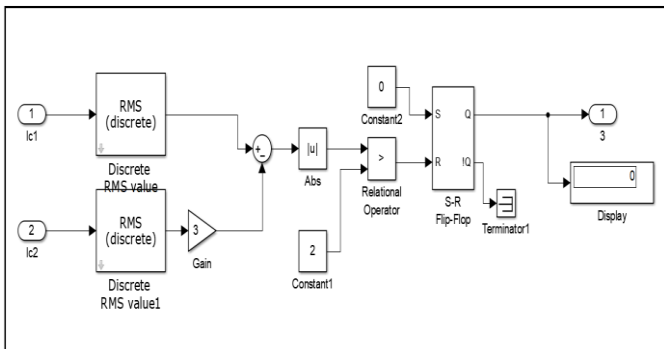 1
Ic1
RMS
(discrete)
Discrete
RMS value
2
Ic2
RMS
(discrete)
Discrete
RMS value1
3
Gain
+
−
|u|
Abs
2
Constant1
0
Constant2
>
Relational
Operator
S
R
Q
!Q
S-R
Flip-Flop
Terminator1
1
3
0
Display